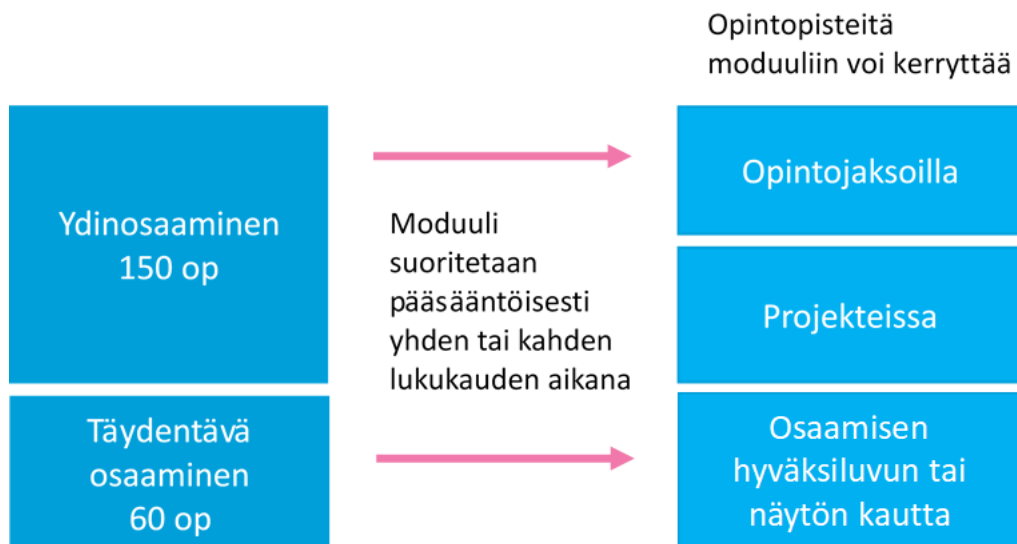 Opintopisteitä
moduuliin voi kerryttää
Ydinosaaminen
150 op
Täydentävä
osaaminen
60 op
Moduuli
suoritetaan
pääsääntöisesti
yhden tai kahden
lukukauden aikana
Opintojaksoilla
Projekteissa
Osaamisen
hyväksiluvun tai
näytön kautta